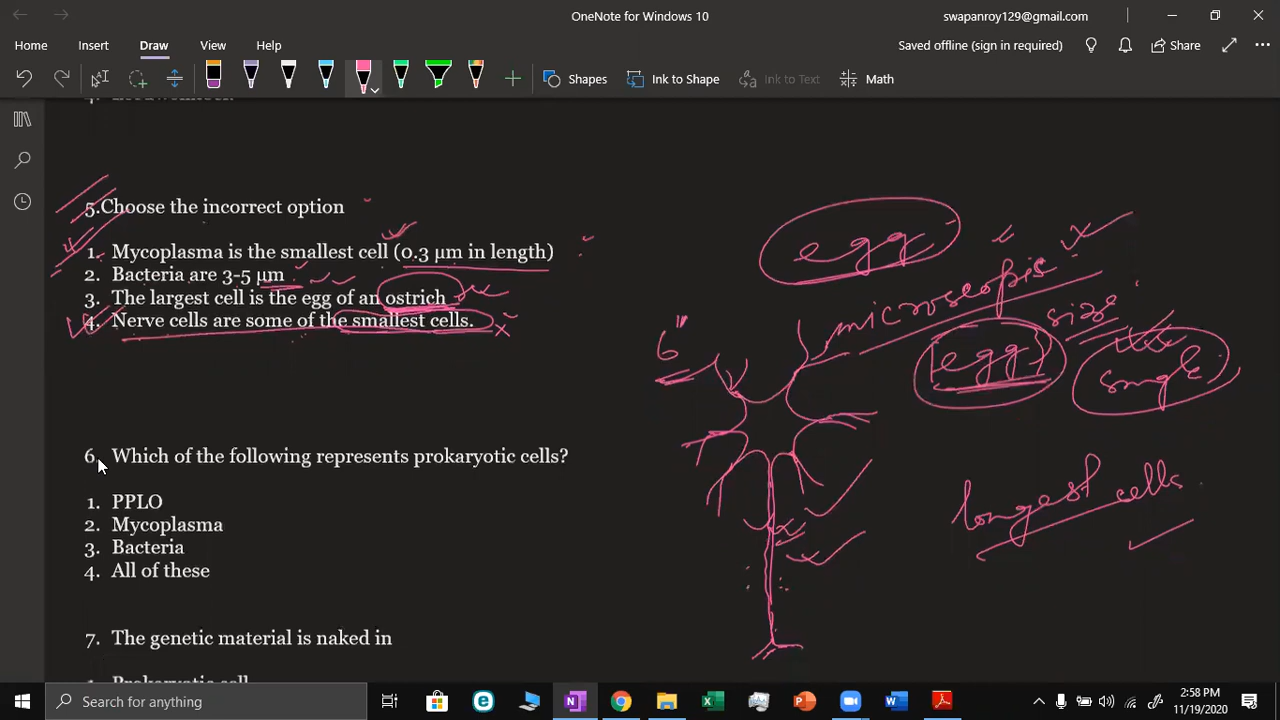 OneNote for Windows 10
swapanroy129@gmail.com
Home Insert Draw View Help
Saved offline (sign in required)
Share
Shapes
Ink to Shape
Ink to Text
Math
5.Choose the incorrect option
1. Mycoplasma is the smallest cell (0.3 μm in length)
2. Bacteria are 3-5 μm
3. The largest cell is the egg of an ostrich
4. Nerve cells are some of the smallest cells.
egg
microscopic
6"
egg
size
single
longest cells
6. Which of the following represents prokaryotic cells?
1. PPLO
2. Mycoplasma
3. Bacteria
4. All of these
7. The genetic material is naked in
1. Prokaryotic cell
Search for anything
2:58 PM
11/19/2020